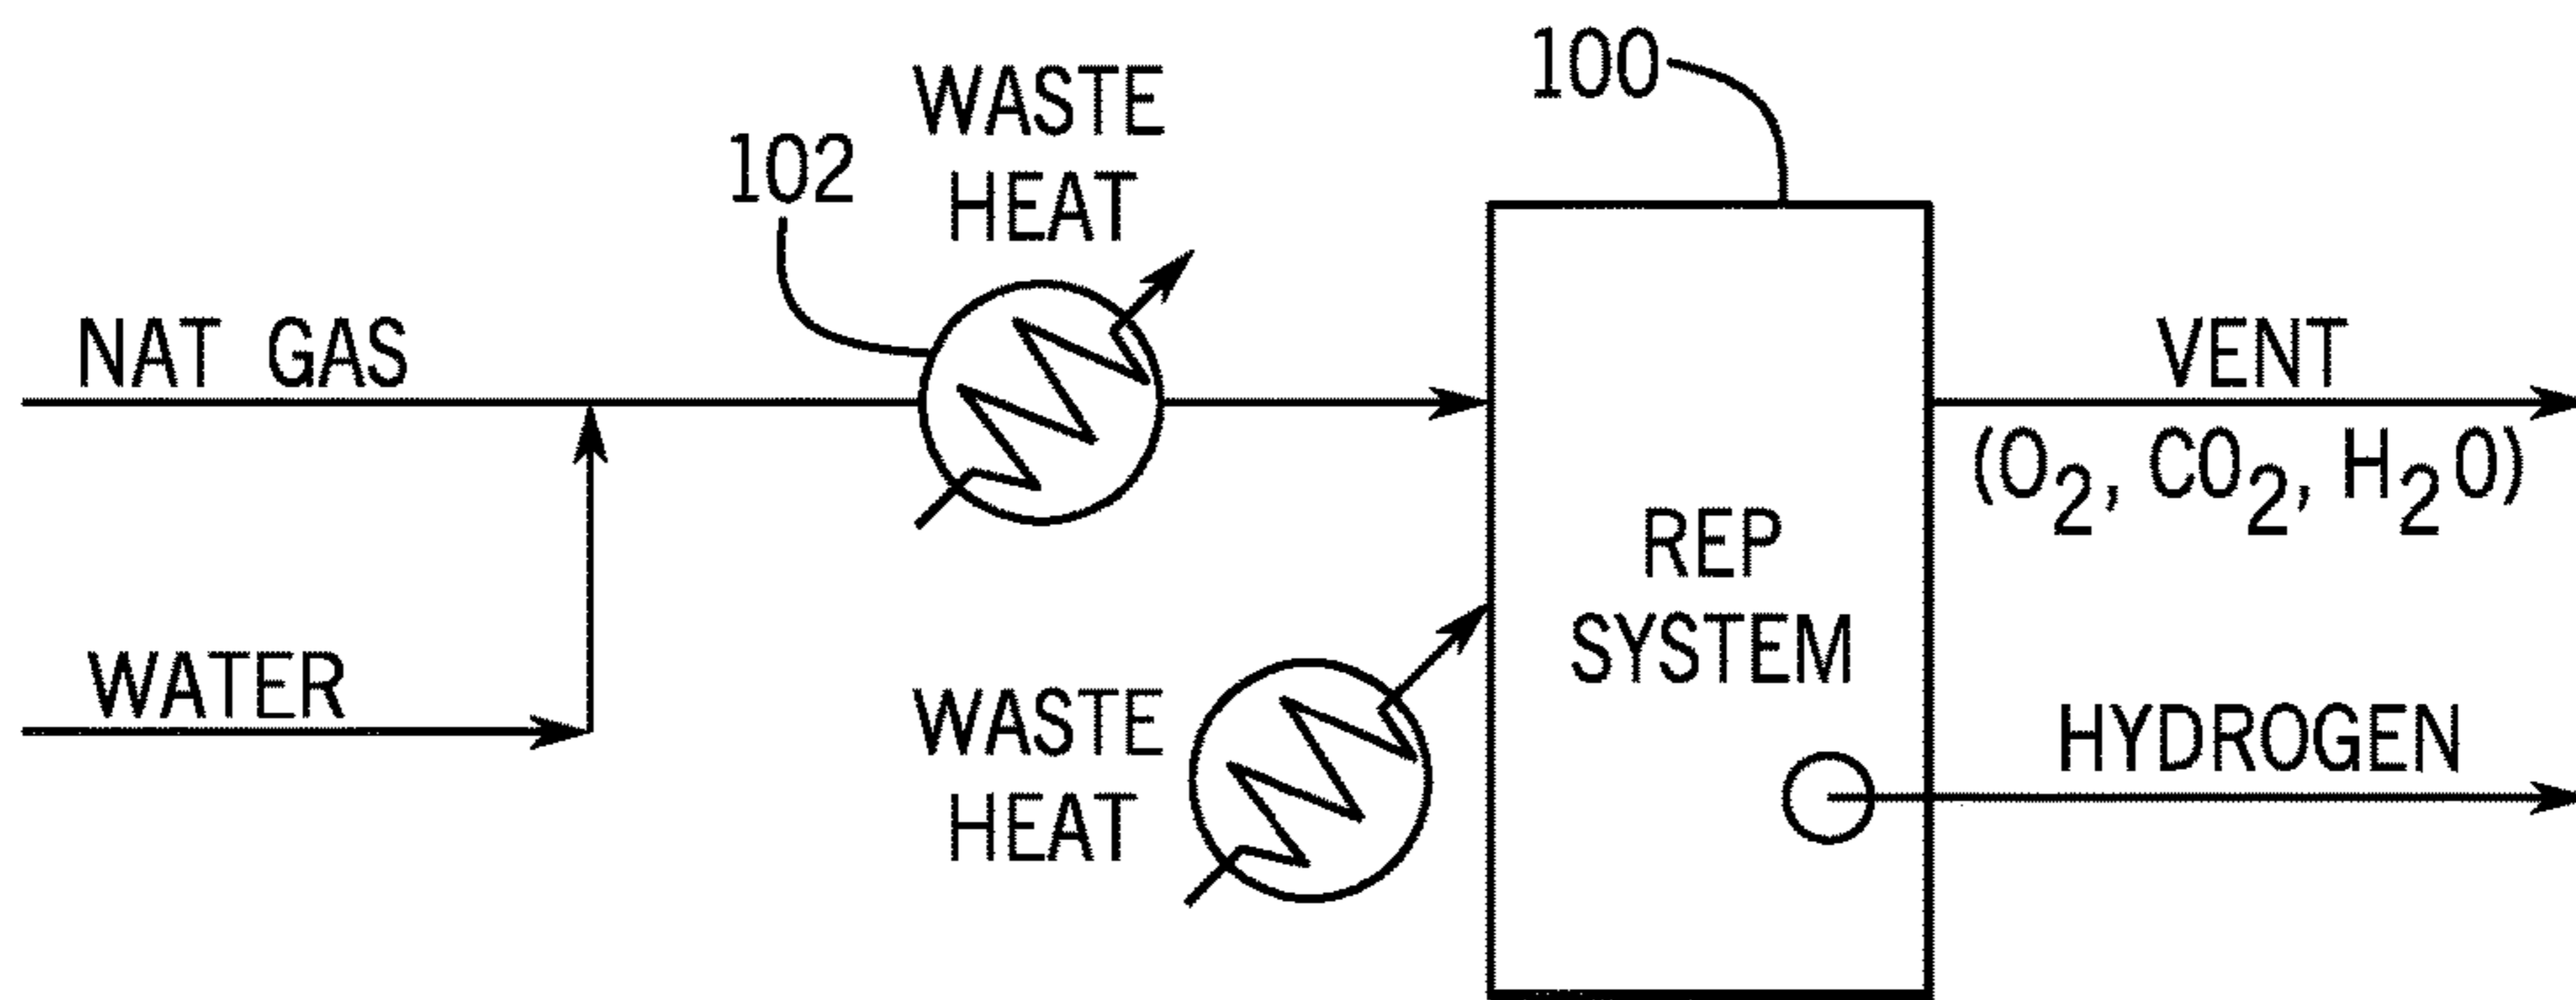 100
WASTE
HEAT
102
NAT GAS
VENT
(O2, CO2, H2O)
REP
SYSTEM
WATER
WASTE
HEAT
HYDROGEN